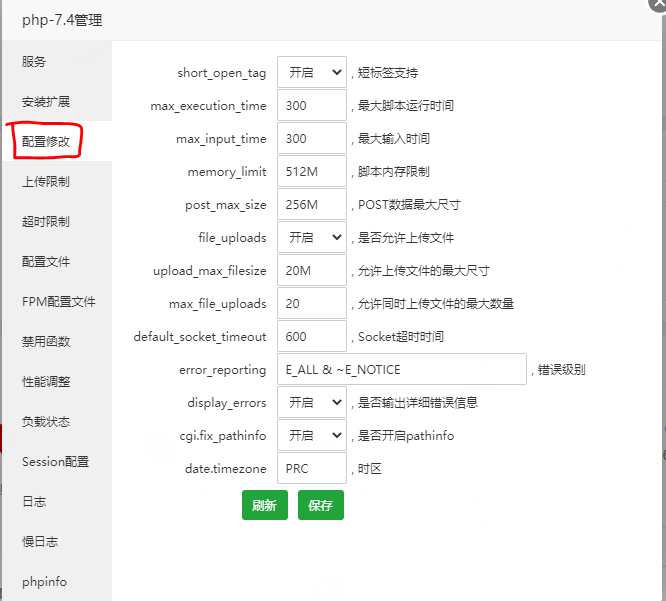 php-7.4管理
服务
安装扩展
配置修改
上传限制
超时限制
配置文件
FPM配置文件
禁用函数
性能调整
负载状态
Session配置
日志
慢日志
phpinfo
short_open_tag 开启 , 短标签支持
max_execution_time 300 , 最大脚本运行时间
max_input_time 300 , 最大输入时间
memory_limit 512M , 脚本内存限制
post_max_size 256M , POST数据最大尺寸
file_uploads 开启 , 是否允许上传文件
upload_max_filesize 20M , 允许上传文件的最大尺寸
max_file_uploads 20 , 允许同时上传文件的最大数量
default_socket_timeout 600 , Socket超时时间
error_reporting E_ALL & ~E_NOTICE , 错误级别
display_errors 开启 , 是否输出详细错误信息
cgi.fix_pathinfo 开启 , 是否开启pathinfo
date.timezone PRC , 时区
刷新 保存